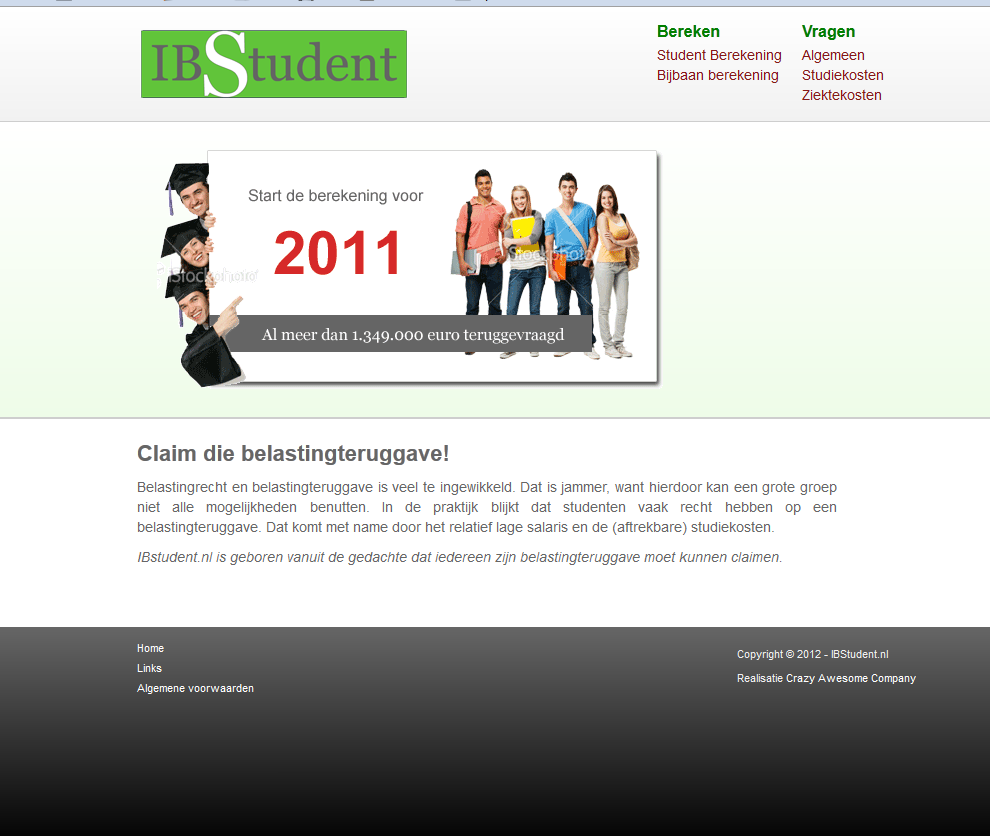 IBStudent
Bereken
Student Berekening
Bijbaan berekening
Vragen
Algemeen
Studiekosten
Ziektekosten
Start de berekening voor
2011
iStockphoto
iStockphoto
Al meer dan 1.349.000 euro teruggevraagd
Claim die belastingteruggave!
Belastingrecht en belastingteruggave is veel te ingewikkeld. Dat is jammer, want hierdoor kan een grote groep
niet alle mogelijkheden benutten. In de praktijk blijkt dat studenten vaak recht hebben op een
belastingteruggave. Dat komt met name door het relatief lage salaris en de (aftrekbare) studiekosten.
IBstudent.nl is geboren vanuit de gedachte dat iedereen zijn belastingteruggave moet kunnen claimen.
Home
Links
Algemene voorwaarden
Copyright © 2012 - IBStudent.nl
Realisatie Crazy Awesome Company